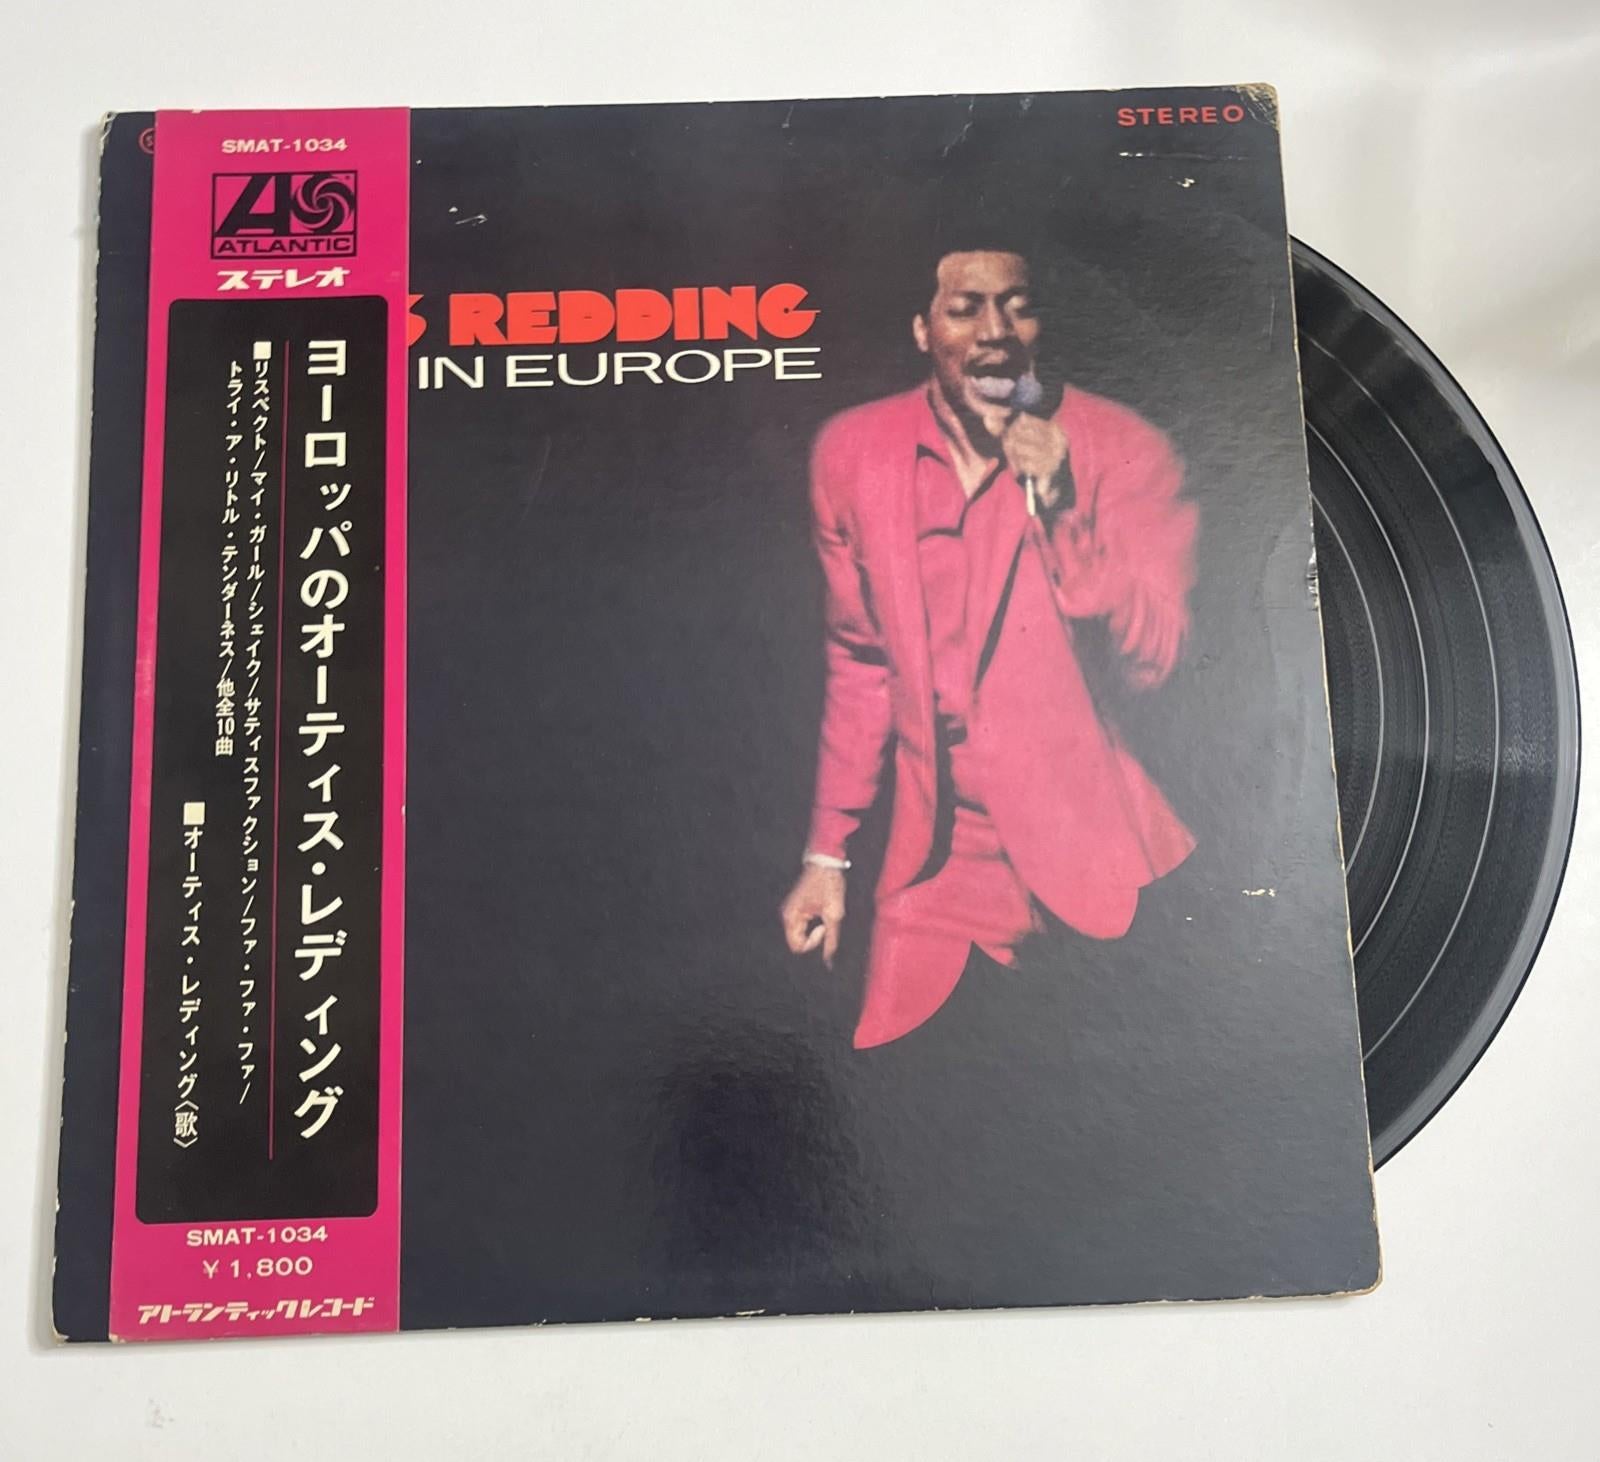 SMAT-1034
ATLANTIC
ステレオ
ヨーロッパのオーティス・レディング
■リスペクト/マイ・ガール/シェイク/サティスファクション/ファ・ファ・ファ/
トライ・ア・リトル・テンダーネス/他全10曲
■オーティス・レディング〈歌〉
SMAT-1034
¥1,800
アトランティックレコード
STEREO
S REDDING
IN EUROPE